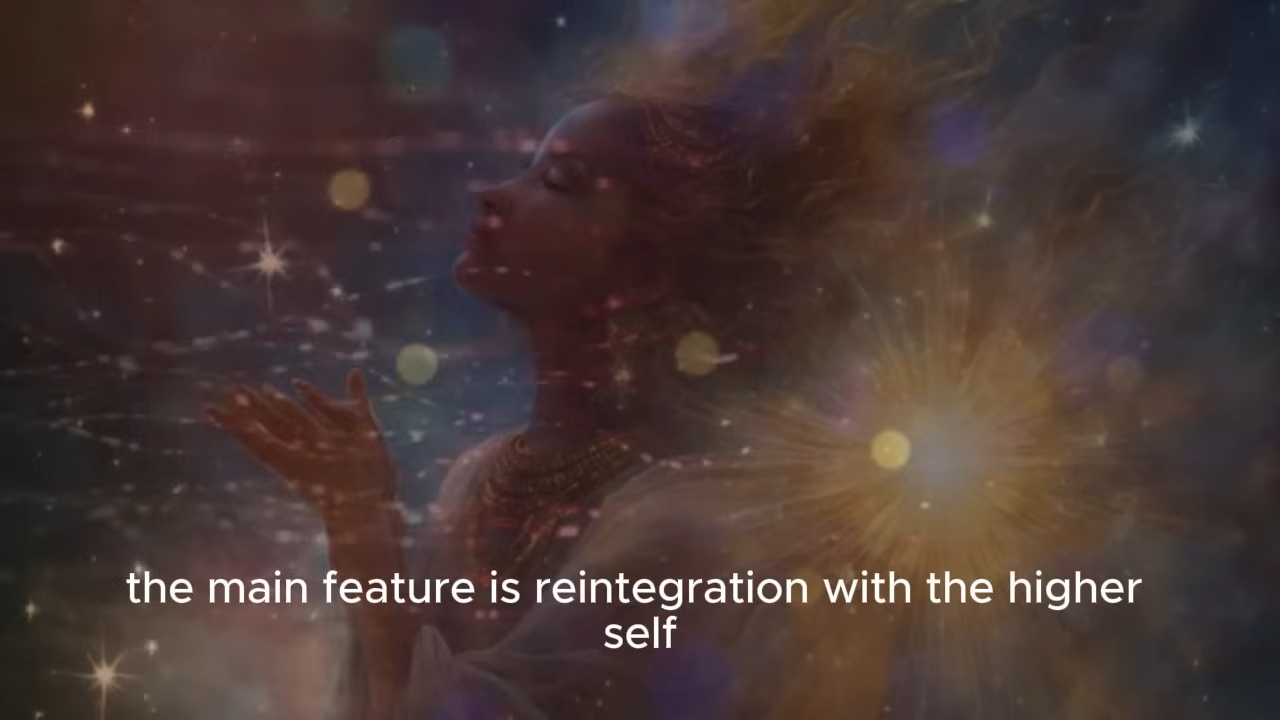 the main feature is reintegration with the higher
self